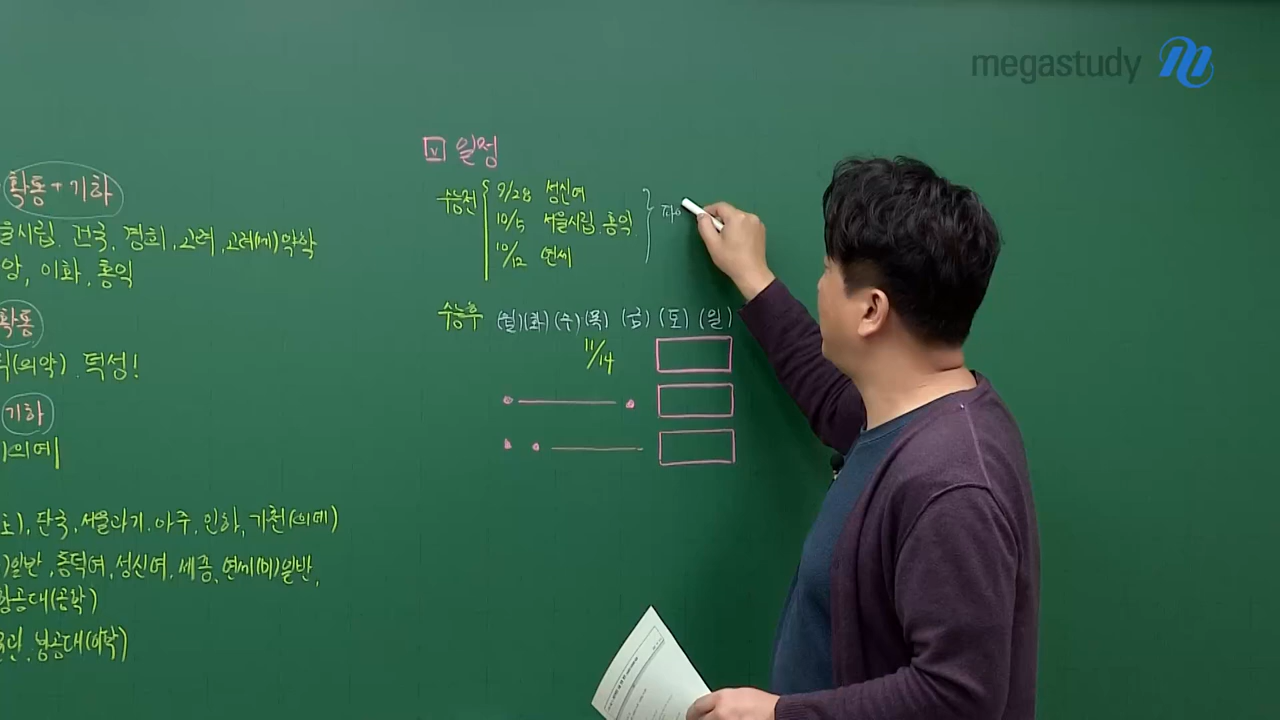 megastudy
확통+기하
울시립. 건국, 경희, 고려, 고려(세)약학
앙, 이화, 홍익
확통
(의약). 덕성!
기하
(의예)
, 단국, 서울과기, 아주, 인하, 가천(의예)
)일반, 동덕여, 성신여, 세종, 연세(미)일반,
항공대(공학)
항공대(이학)
V 일정
수능전
9/28 성신여
10/5 서울시립. 홍익
10/12 연세
수능후 (월)(화)(수)(목)(금)(토)(일)
11/14